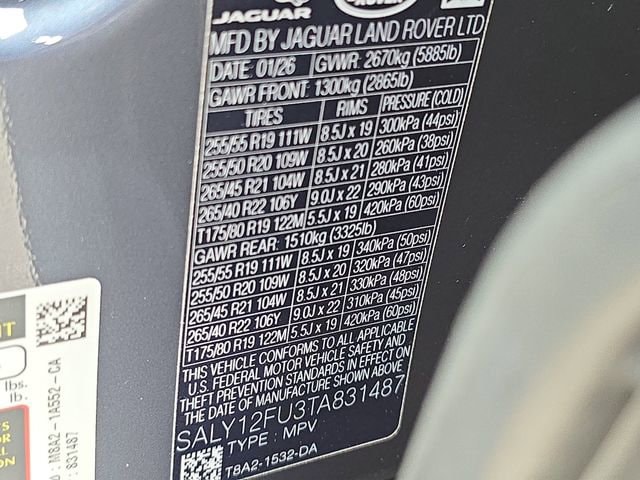 JAGUAR
ROVER
MFD BY JAGUAR LAND ROVER LTD
DATE: 01/26 GVWR: 2670kg (5885lb)
GAWR FRONT: 1300kg (2865lb)
TIRES RIMS PRESSURE (COLD)
255/55 R19 111W 8.5J x 19 300kPa (44psi)
255/50 R20 109W 8.5J x 20 260kPa (38psi)
265/45 R21 104W 8.5J x 21 280kPa (41psi)
265/40 R22 106Y 9.0J x 22 290kPa (43psi)
T175/80 R19 122M 5.5J x 19 420kPa (60psi)
GAWR REAR: 1510kg (3325lb)
255/55 R19 111W 8.5J x 19 340kPa (50psi)
255/50 R20 109W 8.5J x 20 320kPa (47psi)
265/45 R21 104W 8.5J x 21 330kPa (48psi)
265/40 R22 106Y 9.0J x 22 310kPa (45psi)
T175/80 R19 122M 5.5J x 19 420kPa (60psi)
THIS VEHICLE CONFORMS TO ALL APPLICABLE
U.S. FEDERAL MOTOR VEHICLE SAFETY AND
THEFT PREVENTION STANDARDS IN EFFECT ON
THE DATE OF MANUFACTURE SHOWN ABOVE
SALY12FU3TA831487
TYPE: MPV
T8A2-1532-DA
lbs.
M8A2-1A552-CA
: 831487